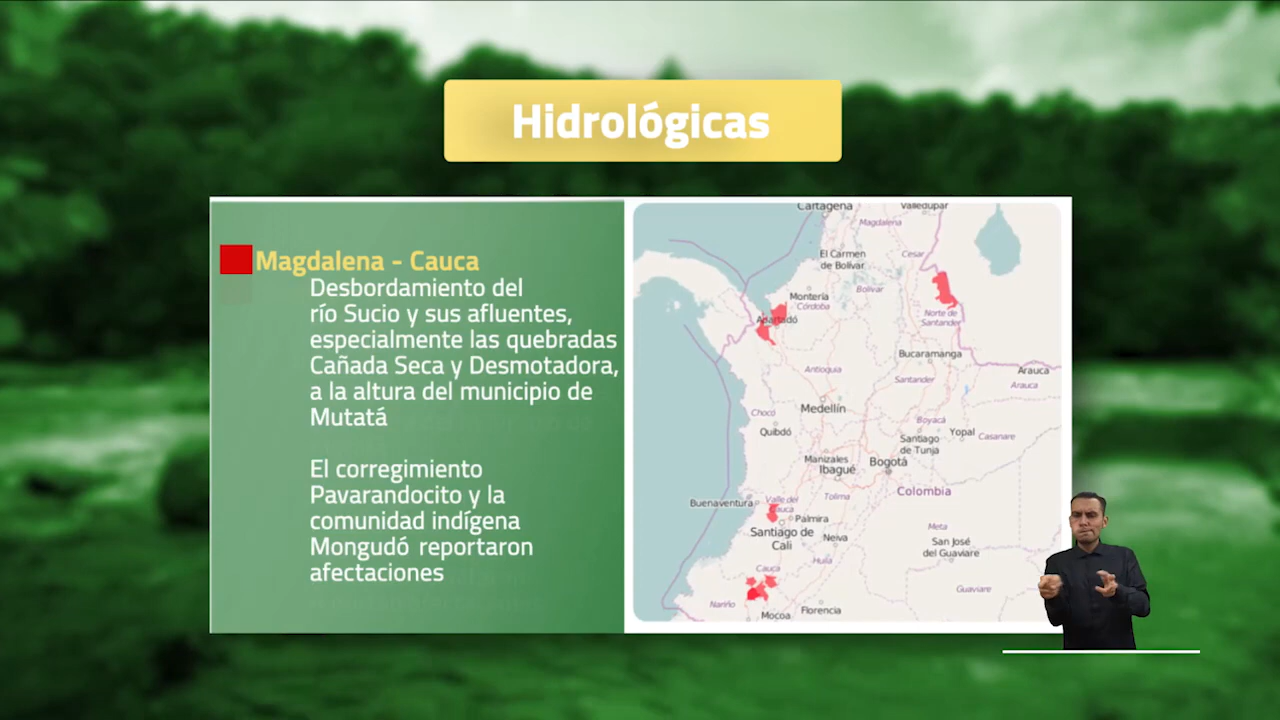 Hidrológicas
Magdalena - Cauca
Desbordamiento del
río Sucio y sus afluentes,
especialmente las quebradas
Cañada Seca y Desmotadora,
a la altura del municipio de
Mutatá
El corregimiento
Pavarandocito y la
comunidad indígena
Mongudó reportaron
afectaciones
Cartagena
Valledupar
Magdalena
El Carmen
de Bolívar
Cesar
Bolívar
Montería
Córdoba
Apartadó
Norte de
Santander
Bucaramanga
Arauca
Arauca
Antioquia
Santander
Medellín
Chocó
Boyacá
Quibdó
Santiago
de Tunja
Yopal
Casanare
Manizales
Ibagué
Bogotá
Colombia
Tolima
Buenaventura
Valle del
Cauca
Palmira
Santiago de
Cali
Neiva
Meta
San José
del Guaviare
Huila
Cauca
Guaviare
Nariño
Mocoa
Florencia